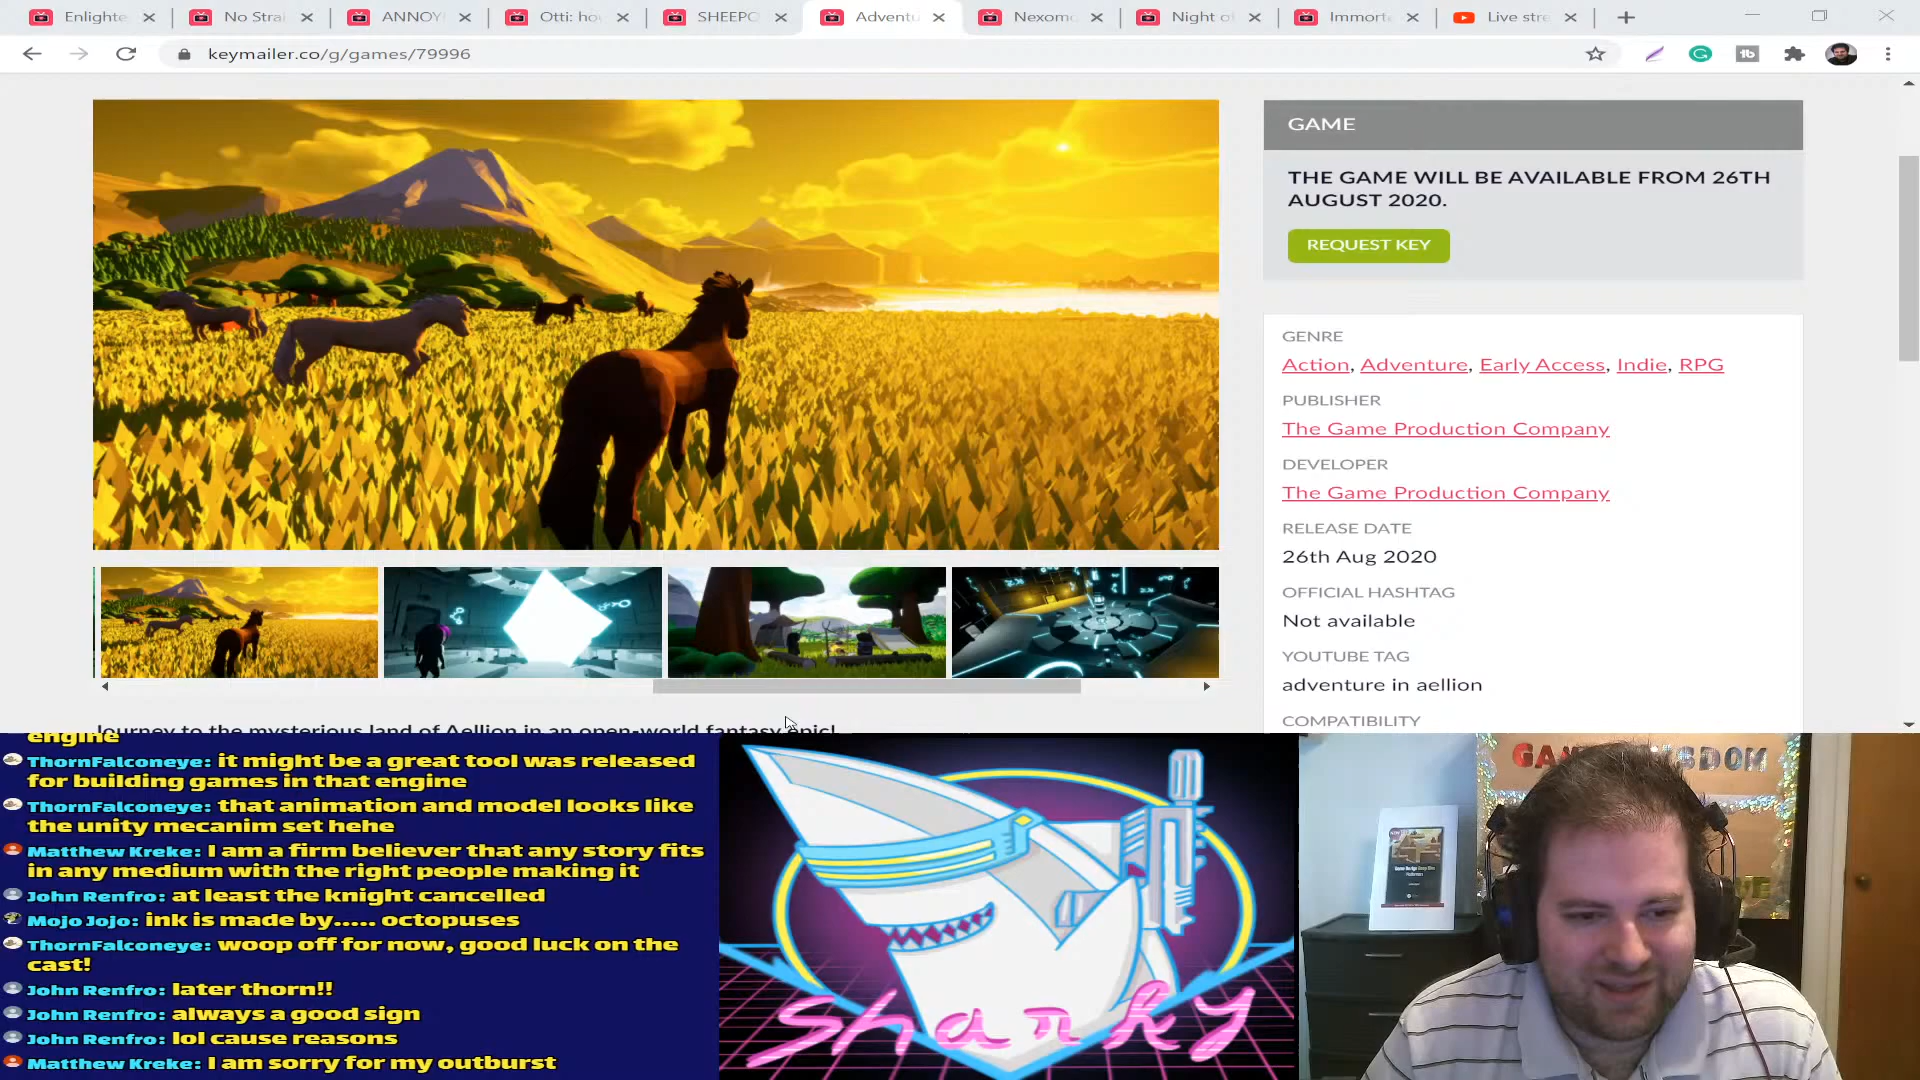 Enlighte
No Strai
ANNOY
Otti: ho
SHEEPO
Adventu
Nexomo
Night o
Immorta
Live stre
keymailer.co/g/games/79996
GAME
THE GAME WILL BE AVAILABLE FROM 26TH
AUGUST 2020.
REQUEST KEY
GENRE
Action, Adventure, Early Access, Indie, RPG
PUBLISHER
The Game Production Company
DEVELOPER
The Game Production Company
RELEASE DATE
26th Aug 2020
OFFICIAL HASHTAG
Not available
YOUTUBE TAG
adventure in aellion
COMPATIBILITY
Journey to the mysterious land of Aellion in an open-world fantasy epic!
engine
ThornFalconeye: it might be a great tool was released
for building games in that engine
ThornFalconeye: that animation and model looks like
the unity mecanim set hehe
Matthew Kreke: I am a firm believer that any story fits
in any medium with the right people making it
John Renfro: at least the knight cancelled
Mojo Jojo: ink is made by..... octopuses
ThornFalconeye: woop off for now, good luck on the
cast!
John Renfro: later thorn!!
John Renfro: always a good sign
John Renfro: lol cause reasons
Matthew Kreke: I am sorry for my outburst
Sharky